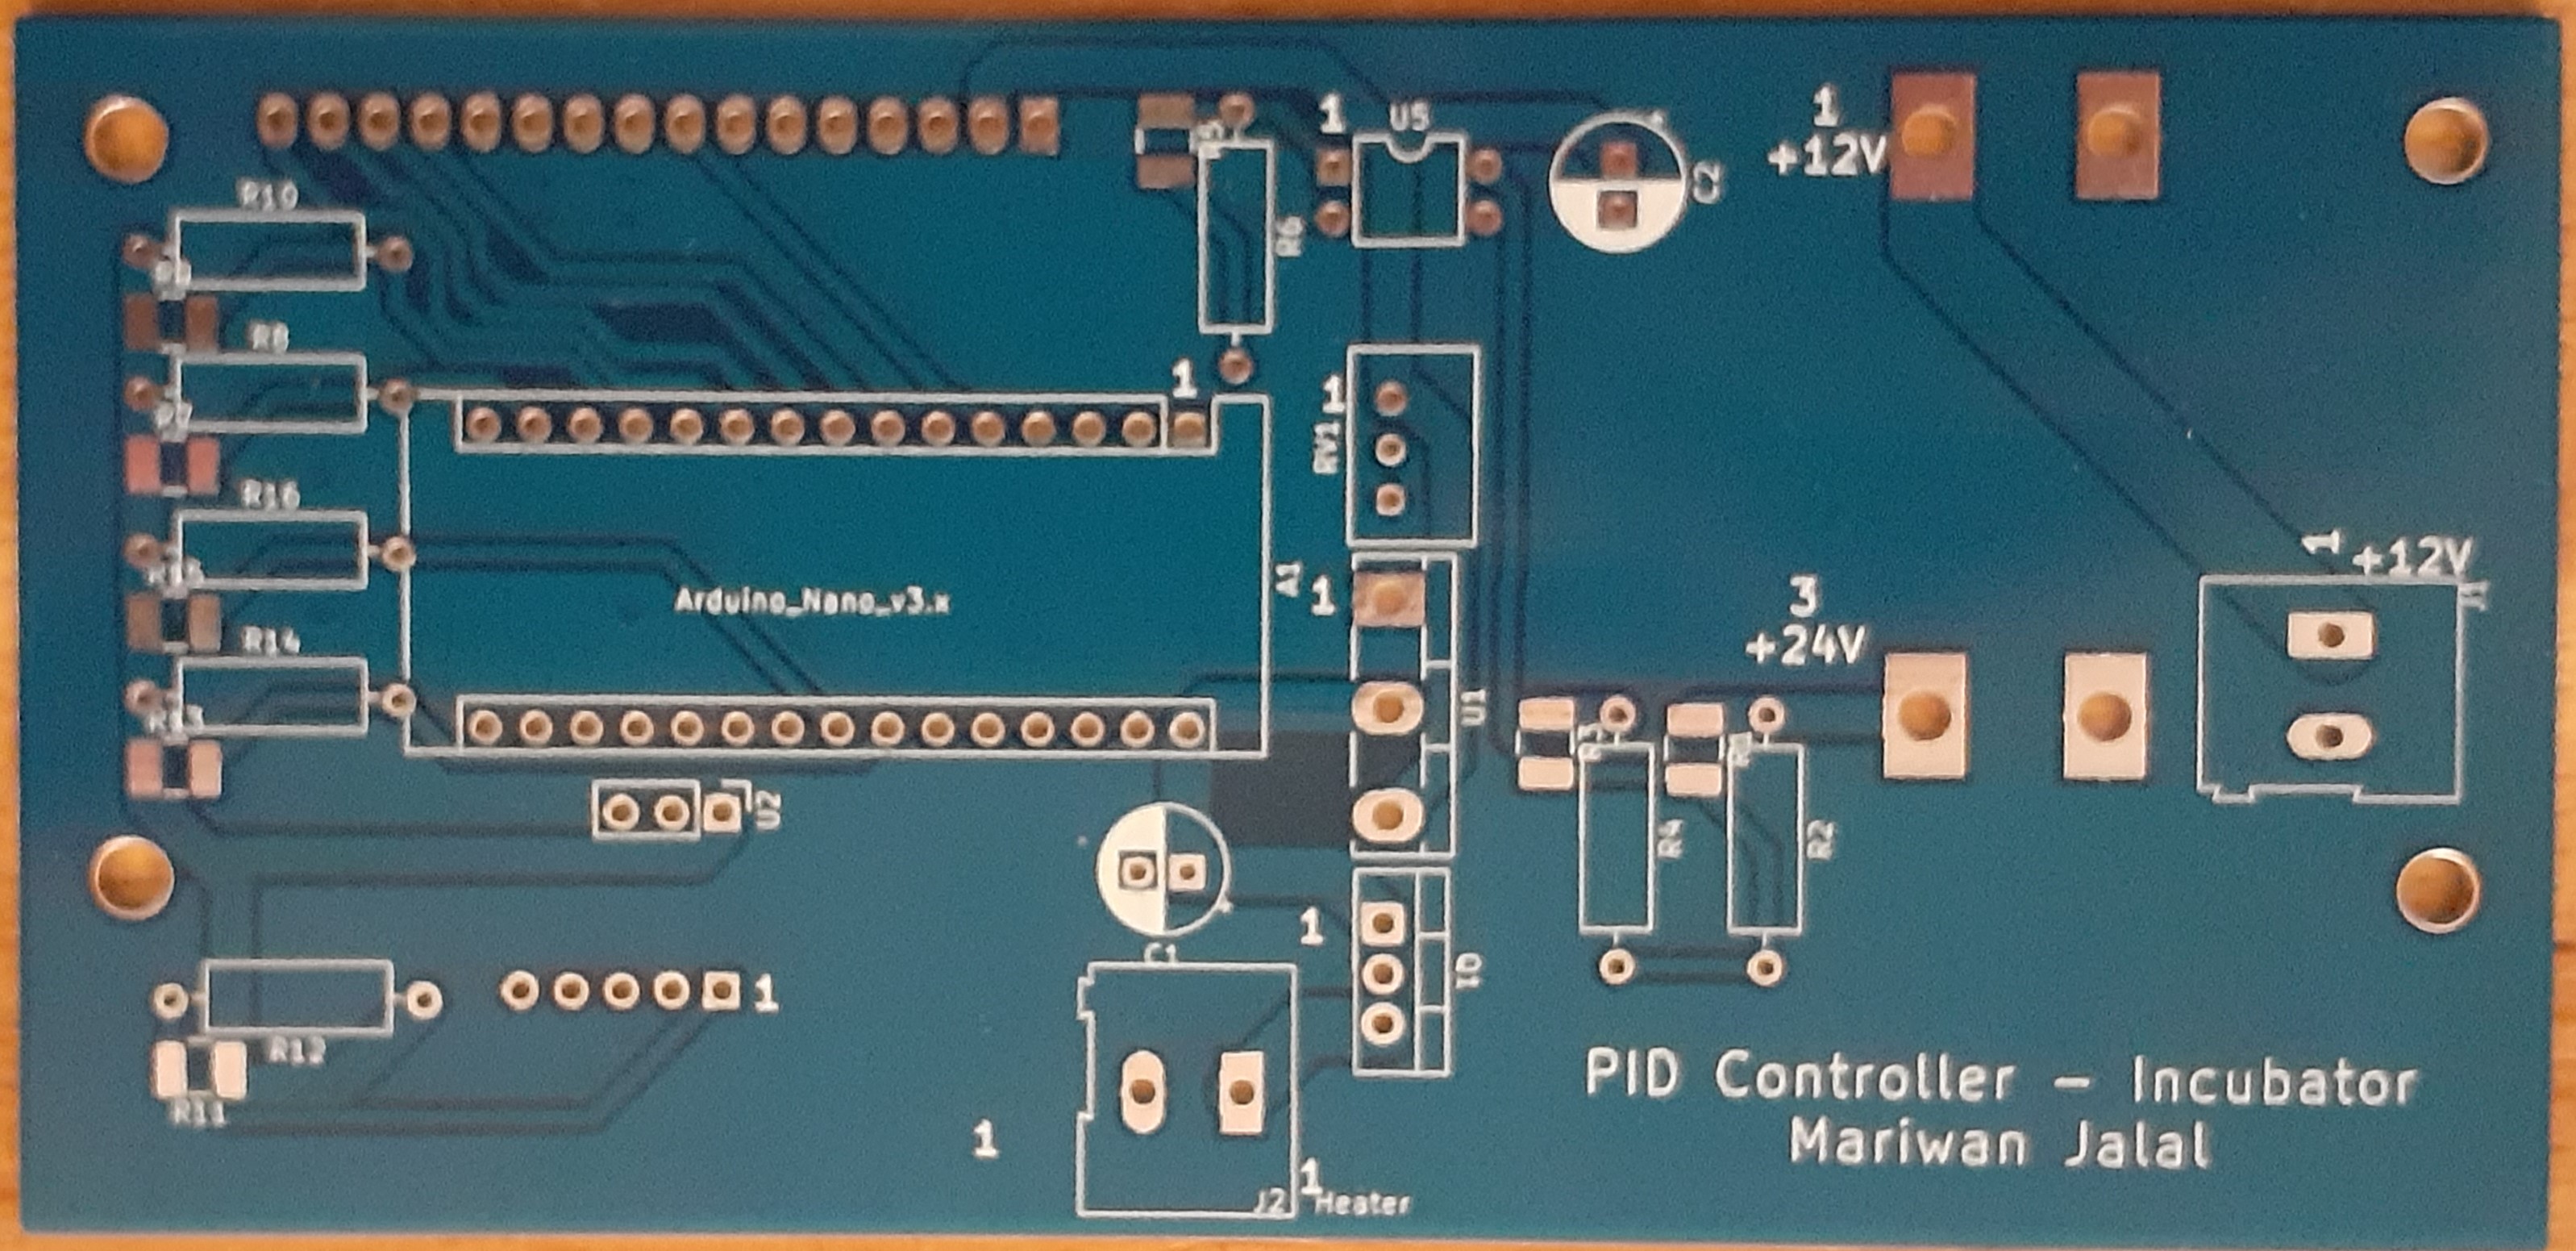 1
U5
C2
1
+12V
R10
R6
R9
R8
1
R7
1
RV1
R16
Arduino_Nano_v3.x
A1
1
1
+12V
J1
3
+24V
R15
R14
R13
U1
U2
R3
R1
R4
R2
C1
1
1
R12
R11
PID Controller – Incubator
Mariwan Jalal
1
1
J2
Heater